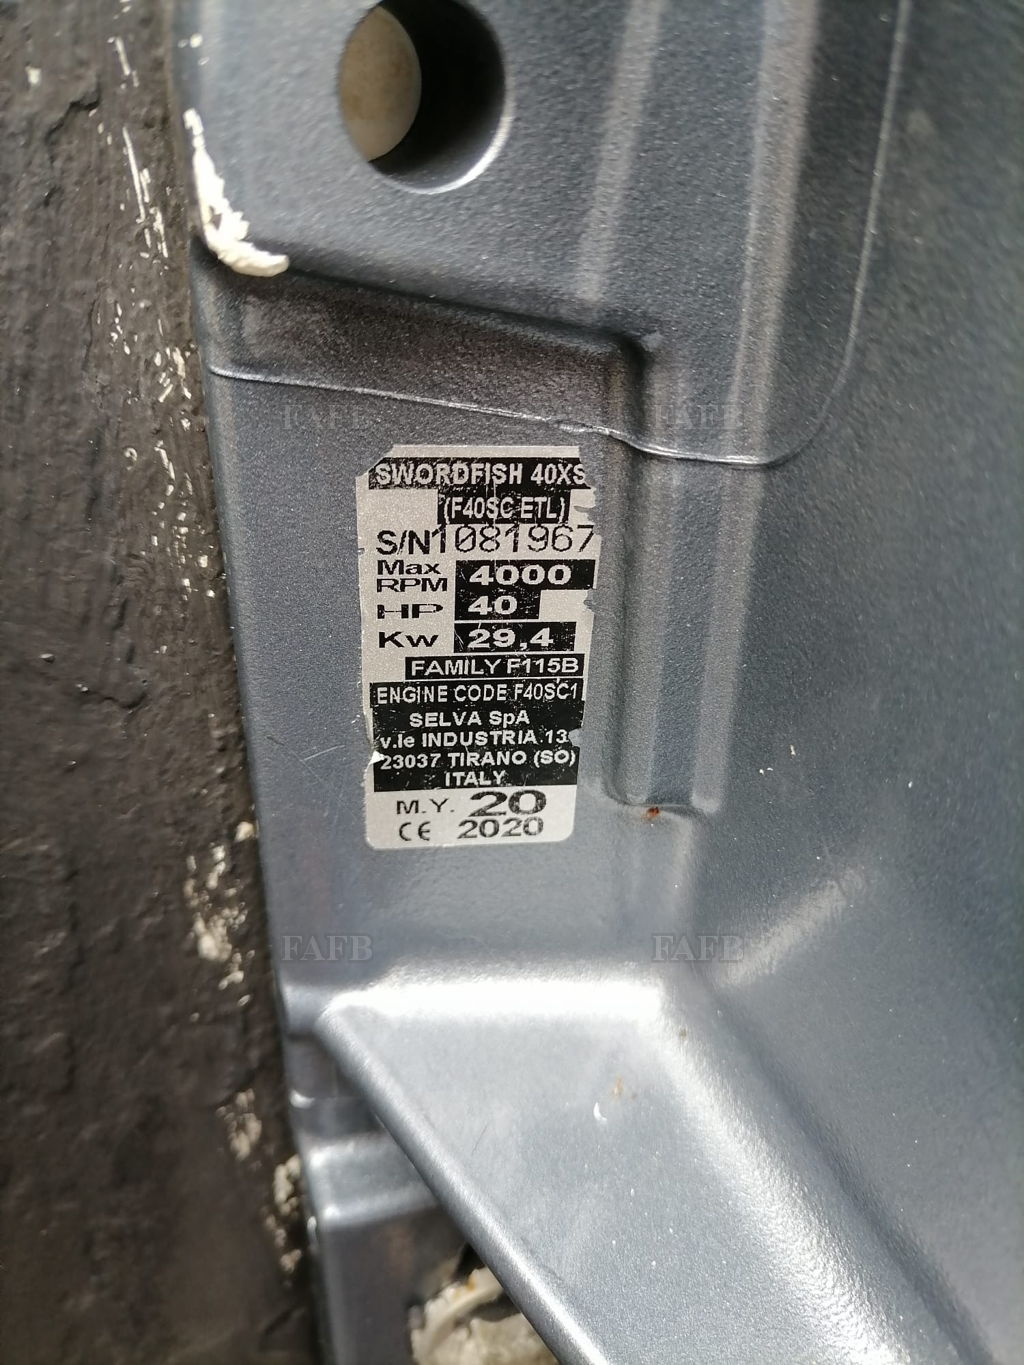 FAFB FAFB
SWORDFISH 40XS
(F40SC ETL)
S/N1081967
Max RPM 4000
HP 40
Kw 29,4
FAMILY F115B
ENGINE CODE F40SC1
SELVA SpA
v.le INDUSTRIA 13
23037 TIRANO (SO)
ITALY
M.Y. 20
CE 2020
FAFB FAFB